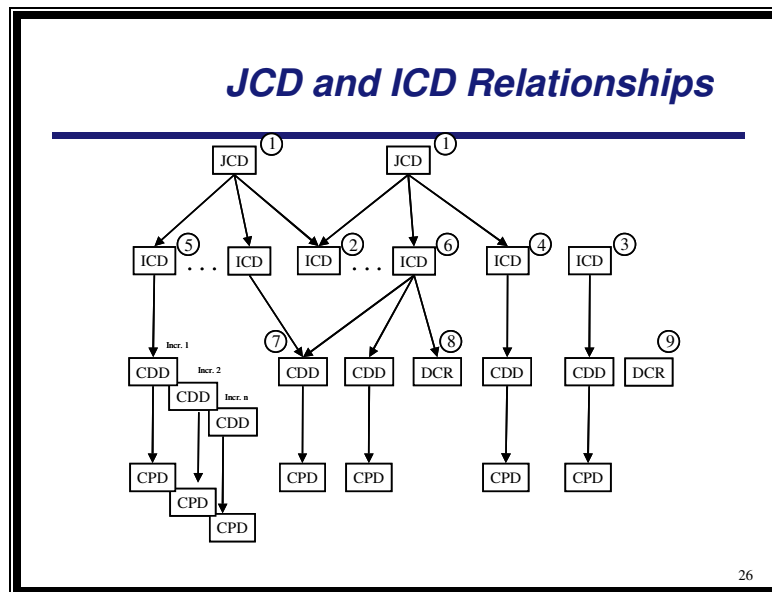 JCD and ICD Relationships
1 1
JCD JCD
5 2 6 4 3
ICD . . . ICD ICD . . . ICD ICD ICD
Incr. 1 7 8 9
CDD Incr. 2 CDD CDD DCR CDD CDD DCR
CDD Incr. n
CDD
CPD CPD CPD CPD CPD
CPD
CPD
26